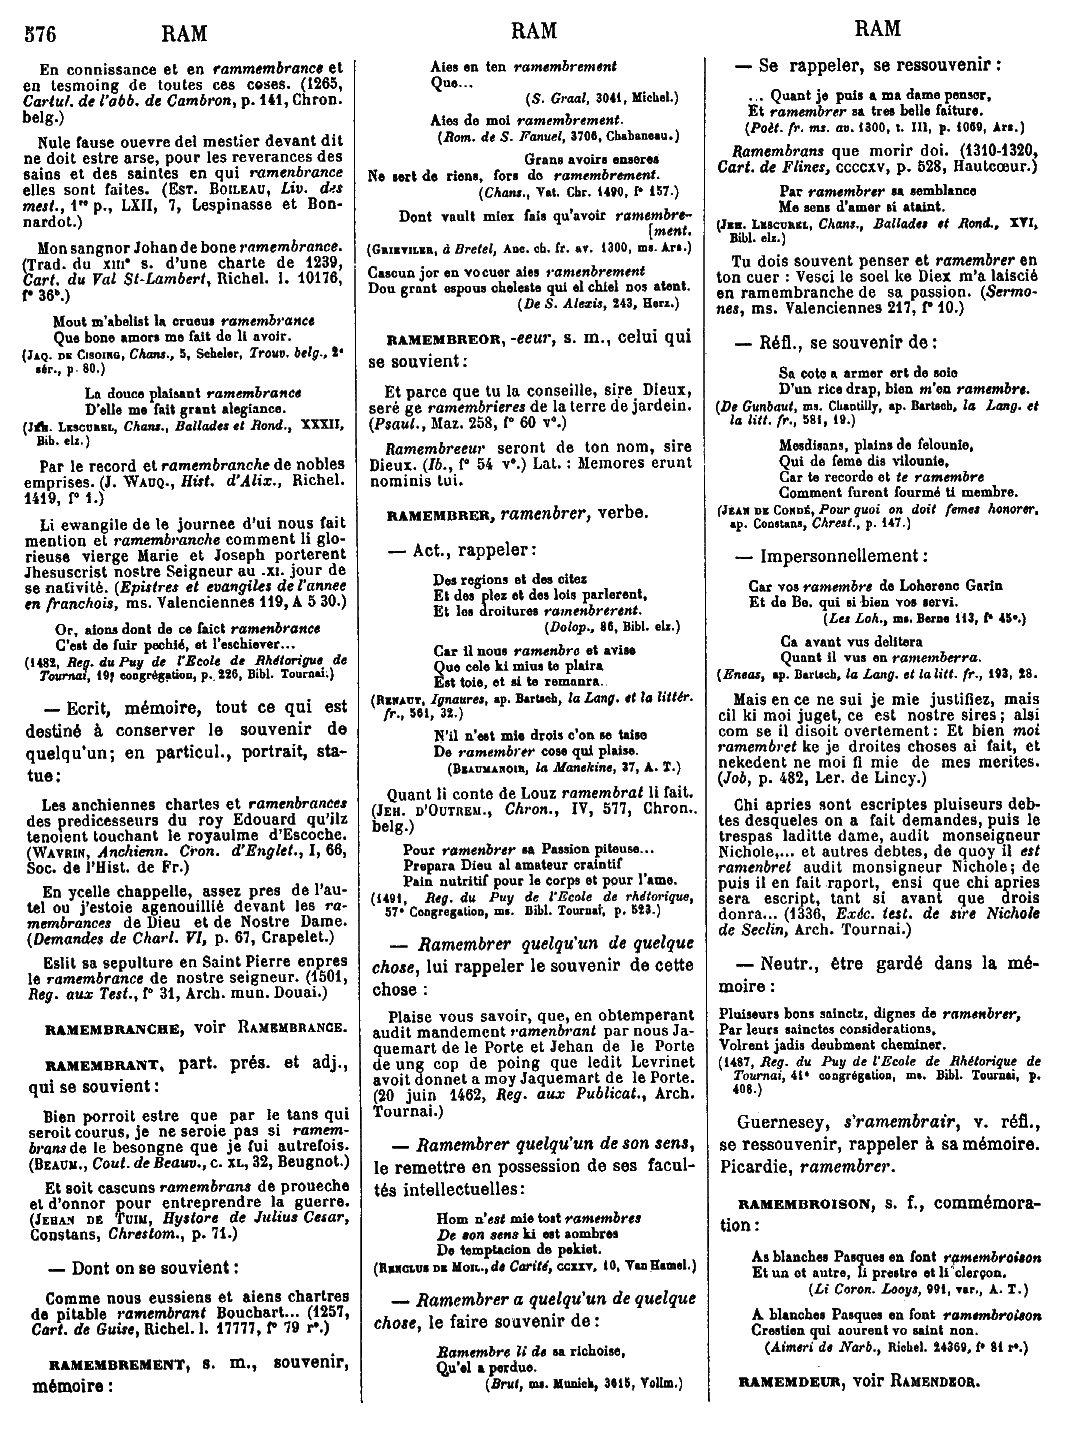 576 RAM RAM RAM
En connissance et en rammembrance et
en tesmoing de toutes ces coses. (1265,
Cartul. de l'abb. de Cambron, p. 141, Chron.
belg.)
Nule fause ouevre del mestier devant dit
ne doit estre arse, pour les reverances des
sains et des saintes en qui ramenbrance
elles sont faites. (EST. BOILEAU, Liv. des
mest., 1re p., LXII, 7, Lespinasse et Bon-
nardot.)
Mon sangnor Johan de bone ramembrance.
(Trad. du XIIIe s. d'une charte de 1239,
Cart. du Val St-Lambert, Richel. l. 10176,
fo 36b.)
Mout m'abelist la crueus ramembrance
Que bone amors me fait de li avoir.
(JAQ. DE CISOING, Chans., 5, Scheler, Trouv. belg., 2e
sér., p. 80.)
La douce plaisant ramembrance
D'elle me fait grant alegiance.
(JEH. LESCUREL, Chans., Ballades et Rond., XXXII,
Bib. elz.)
Par le record et ramembranche de nobles
emprises. (J. WAUQ., Hist. d'Alix., Richel.
1419, fo 1.)
Li ewangile de le journee d'ui nous fait
mention et ramembranche comment li glo-
rieuse vierge Marie et Joseph porterent
Jhesuscrist nostre Seigneur au .XI. jour de
se nativité. (Epistres et evangiles de l'annee
en franchois, ms. Valenciennes 119, A 5 30.)
Or, aions dont de ce faict ramenbrance
C'est de fuir pechié, et l'eschiever...
(1482, Reg. du Puy de l'Ecole de Rhétorique de
Tournai, 19e congrégation, p. 226, Bibl. Tournai.)
— Ecrit, mémoire, tout ce qui est
destiné à conserver le souvenir de
quelqu'un; en particul., portrait, sta-
tue:
Les anchiennes chartes et ramenbrances
des predicesseurs du roy Edouard qu'ilz
tenoient touchant le royaulme d'Escoche.
(WAVRIN, Anchienn. Cron. d'Englet., I, 66,
Soc. de l'Hist. de Fr.)
En ycelle chappelle, assez pres de l'au-
tel ou j'estoie agenouillié devant les ra-
membrances de Dieu et de Nostre Dame.
(Demandes de Charl. VI, p. 67, Crapelet.)
Eslit sa sepulture en Saint Pierre enpres
le ramembrance de nostre seigneur. (1501,
Reg. aux Test., fo 31, Arch. mun. Douai.)
RAMEMBRANCHE, voir RAMEMBRANCE.
RAMEMBRANT, part. prés. et adj.,
qui se souvient:
Bien porroit estre que par le tans qui
seroit courus, je ne seroie pas si ramem-
brans de le besongne que je fui autrefois.
(BEAUM., Cout. de Beauv., c. XL, 32, Beugnot.)
Et soit cascuns ramembrans de proueche
et d'onnor pour entreprendre la guerre.
(JEHAN DE TUIM, Hystore de Julius Cesar,
Constans, Chrestom., p. 71.)
— Dont on se souvient:
Comme nous eussiens et aiens chartres
de pitable ramembrant Bouchart... (1257,
Cart. de Guise, Richel. l. 17777, fo 79 ro.)
RAMEMBREMENT, s. m., souvenir,
mémoire:
Aies en ten ramembrement
Que...
(S. Graal, 3041, Michel.)
Aies de moi ramembrement.
(Rom. de S. Fanuel, 3706, Chabaneau.)
Grans avoirs enserés
Ne sert de riens, fors de ramembrement.
(Chans., Vat. Chr. 1490, fo 157.)
Dont vault miex fais qu'avoir ramembre-
[ment.
(GRIEVILER, à Bretel, Anc. ch. fr. av. 1300, ms. Ars.)
Cascun jor en vo cuer aies ramenbrement
Dou grant espous cheleste qui el chiel nos atent.
(De S. Alexis, 243, Herz.)
RAMEMBREOR, -eeur, s. m., celui qui
se souvient:
Et parce que tu la conseille, sire Dieux,
seré ge ramembrieres de la terre de jardein.
(Psaul., Maz. 258, fo 60 vo.)
Ramembreeur seront de ton nom, sire
Dieux. (Ib., fo 54 vo.) Lat.: Memores erunt
nominis tui.
RAMEMBRER, ramenbrer, verbe.
— Act., rappeler:
Des regions et des citez
Et des plez et des lois parlerent,
Et les droitures ramenbrerent.
(Dolop., 86, Bibl. elz.)
Car il nous ramenbre et avise
Que cele ki mius te plaira
Est toie, et si te remanra.
(RENAUT, Ignaures, ap. Bartsch, la Lang. et la littér.
fr., 561, 32.)
N'il n'est mie drois c'on se taise
De ramembrer cose qui plaise.
(BEAUMANOIR, la Manekine, 37, A. T.)
Quant li conte de Louz ramembrat li fait.
(JEH. D'OUTREM., Chron., IV, 577, Chron.
belg.)
Pour ramenbrer sa Passion piteuse...
Prepara Dieu al amateur craintif
Pain nutritif pour le corps et pour l'ame.
(1491, Reg. du Puy de l'Ecole de rhétorique,
57e Congregation, ms. Bibl. Tournai, p. 523.)
— Ramembrer quelqu'un de quelque
chose, lui rappeler le souvenir de cette
chose:
Plaise vous savoir, que, en obtemperant
audit mandement ramenbrant par nous Ja-
quemart de le Porte et Jehan de le Porte
de ung cop de poing que ledit Levrinet
avoit donnet a moy Jaquemart de le Porte.
(20 juin 1462, Reg. aux Publicat., Arch.
Tournai.)
— Ramembrer quelqu'un de son sens,
le remettre en possession de ses facul-
tés intellectuelles:
Hom n'est mie tost ramembres
De son sens ki est aombres
De temptacion de pekiet.
(RENCLUS DE MOIL., de Carité, CCXXV, 10, Van Hamel.)
— Ramembrer a quelqu'un de quelque
chose, le faire souvenir de:
Ramembre li de sa richoise,
Qu'el a perdue.
(Brut, ms. Munich, 3615, Vollm.)
— Se rappeler, se ressouvenir:
... Quant je puis a ma dame penser,
Et ramembrer sa tres belle faiture.
(Poèt. fr. ms. av. 1300, t. III, p. 1069, Ars.)
Ramembrans que morir doi. (1310-1320,
Cart. de Flines, CCCCXV, p. 528, Hautcœur.)
Par ramembrer sa semblance
Me sens d'amer si ataint.
(JEH. LESCUREL, Chans., Ballades et Rond., XVI,
Bibl. elz.)
Tu dois souvent penser et ramembrer en
ton cuer: Vesci le soel ke Diex m'a laiscié
en ramembranche de sa passion. (Sermo-
nes, ms. Valenciennes 217, fo 10.)
— Réfl., se souvenir de:
Sa cote a armer ert de soie
D'un rice drap, bien m'en ramembre.
(De Gunbaut, ms. Chantilly, ap. Bartsch, la Lang. et
la litt. fr., 581, 19.)
Mesdisans, plains de felounie,
Qui de feme dis vilounie,
Car te recorde et te ramembre
Comment furent fourmé ti membre.
(JEAN DE CONDÉ, Pour quoi on doit femes honorer,
ap. Constans, Chrest., p. 147.)
— Impersonnellement:
Car vos ramembre de Loherenc Garin
Et de Be. qui si bien vos servi.
(Les Loh., ms. Berne 113, fo 45c.)
Ca avant vus delitera
Quant il vus en ramemberra.
(Eneas, ap. Bartsch, la Lang. et la litt. fr., 193, 28.
Mais en ce ne sui je mie justifiez, mais
cil ki moi juget, ce est nostre sires; alsi
com se il disoit overtement: Et bien moi
ramembret ke je droites choses ai fait, et
nekedent ne moi fi mie de mes merites.
(Job, p. 482, Ler. de Lincy.)
Chi apries sont escriptes pluiseurs deb-
tes desqueles on a fait demandes, puis le
trespas laditte dame, audit monseigneur
Nichole,... et autres debtes, de quoy il est
ramenbret audit monsigneur Nichole; de
puis il en fait raport, ensi que chi apries
sera escript, tant si avant que drois
donra... (1336, Exéc. test. de sire Nichole
de Seclin, Arch. Tournai.)
— Neutr., être gardé dans la mé-
moire:
Pluiseurs bons sainctz, dignes de ramenbrer,
Par leurs sainctes considerations,
Volrent jadis deubment cheminer.
(1487, Reg. du Puy de l'Ecole de Rhétorique de
Tournai, 41e congrégation, ms. Bibl. Tournai, p.
408.)
Guernesey, s'ramembrair, v. réfl.,
se ressouvenir, rappeler à sa mémoire.
Picardie, ramembrer.
RAMEMBROISON, s. f., commémora-
tion:
As blanches Pasques en font ramembroison
Et un et autre, li prestre et li clerçon.
(Li Coron. Looys, 991, var., A. T.)
A blanches Pasques en font ramembroison
Crestien qui aourent vo saint non.
(Aimeri de Narb., Richel. 24369, fo 81 ro.)
RAMEMDEUR, voir RAMENDEOR.